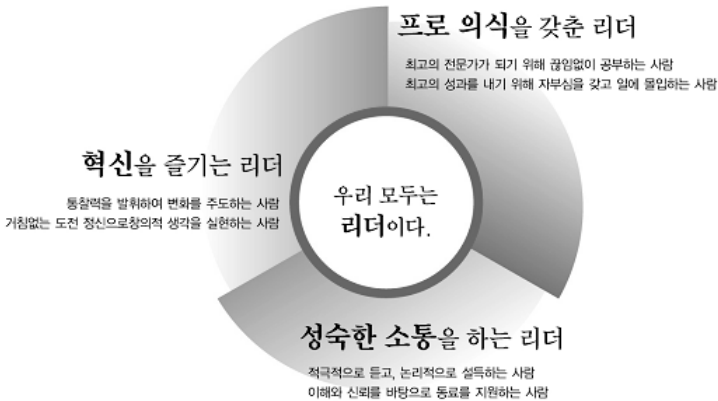 프로 의식을 갖춘 리더
최고의 전문가가 되기 위해 끊임없이 공부하는 사람
최고의 성과를 내기 위해 자부심을 갖고 일에 몰입하는 사람
혁신을 즐기는 리더
통찰력을 발휘하여 변화를 주도하는 사람
거침없는 도전 정신으로창의적 생각을 실현하는 사람
우리 모두는
리더이다.
성숙한 소통을 하는 리더
적극적으로 듣고, 논리적으로 설득하는 사람
이해와 신뢰를 바탕으로 동료를 지원하는 사람